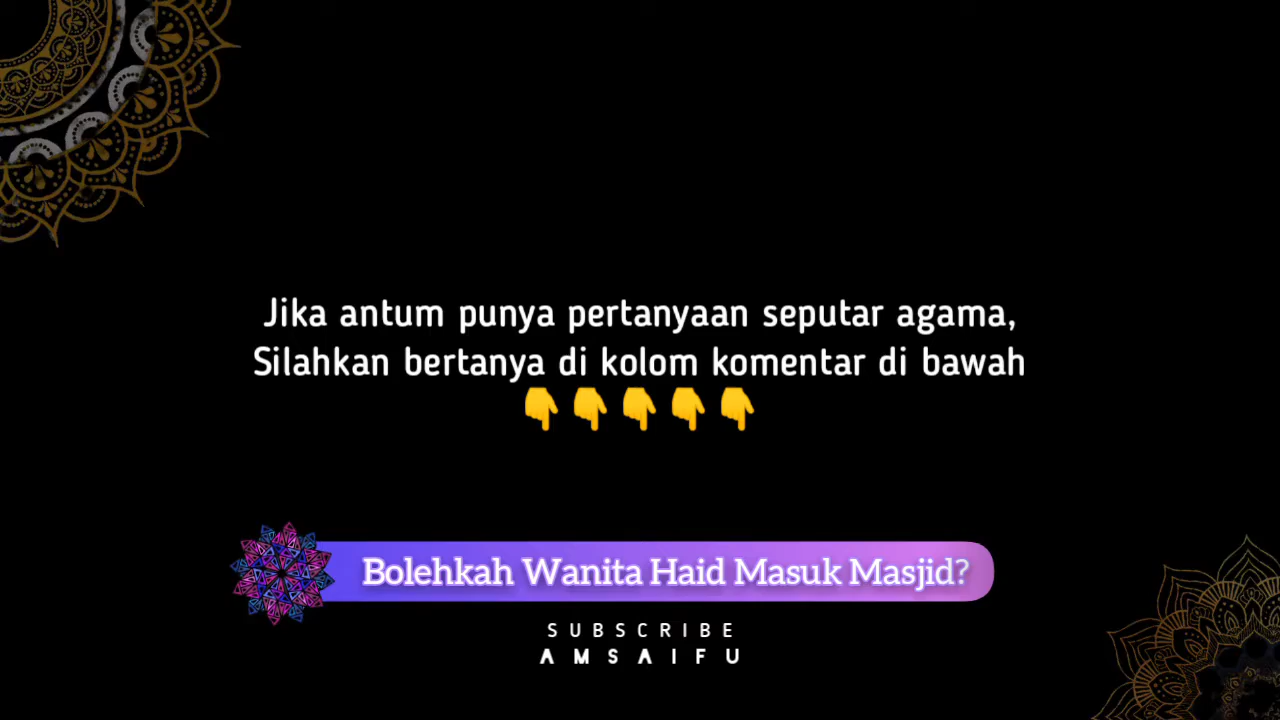 Jika antum punya pertanyaan seputar agama,
Silahkan bertanya di kolom komentar di bawah
👇👇👇👇👇
Bolehkah Wanita Haid Masuk Masjid?
SUBSCRIBE
AMSAIFU